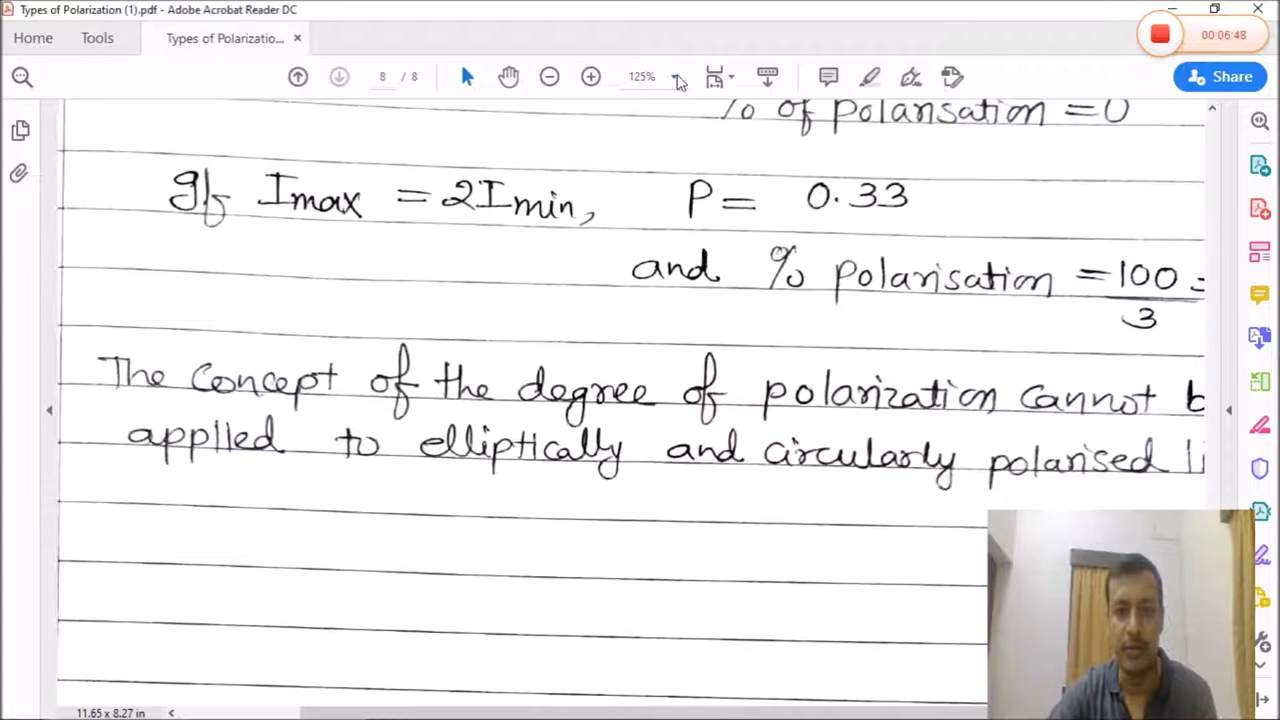 Types of Polarization (1).pdf - Adobe Acrobat Reader DC
Home Tools Types of Polarizatio... ×
00:06:48
8 / 8 125% Share
% of polarisation = 0
If Imax = 2Imin, P = 0.33
and % polarisation = 100 =
3
The concept of the degree of polarization cannot b
applied to elliptically and circularly polarised li
11.65 x 8.27 in